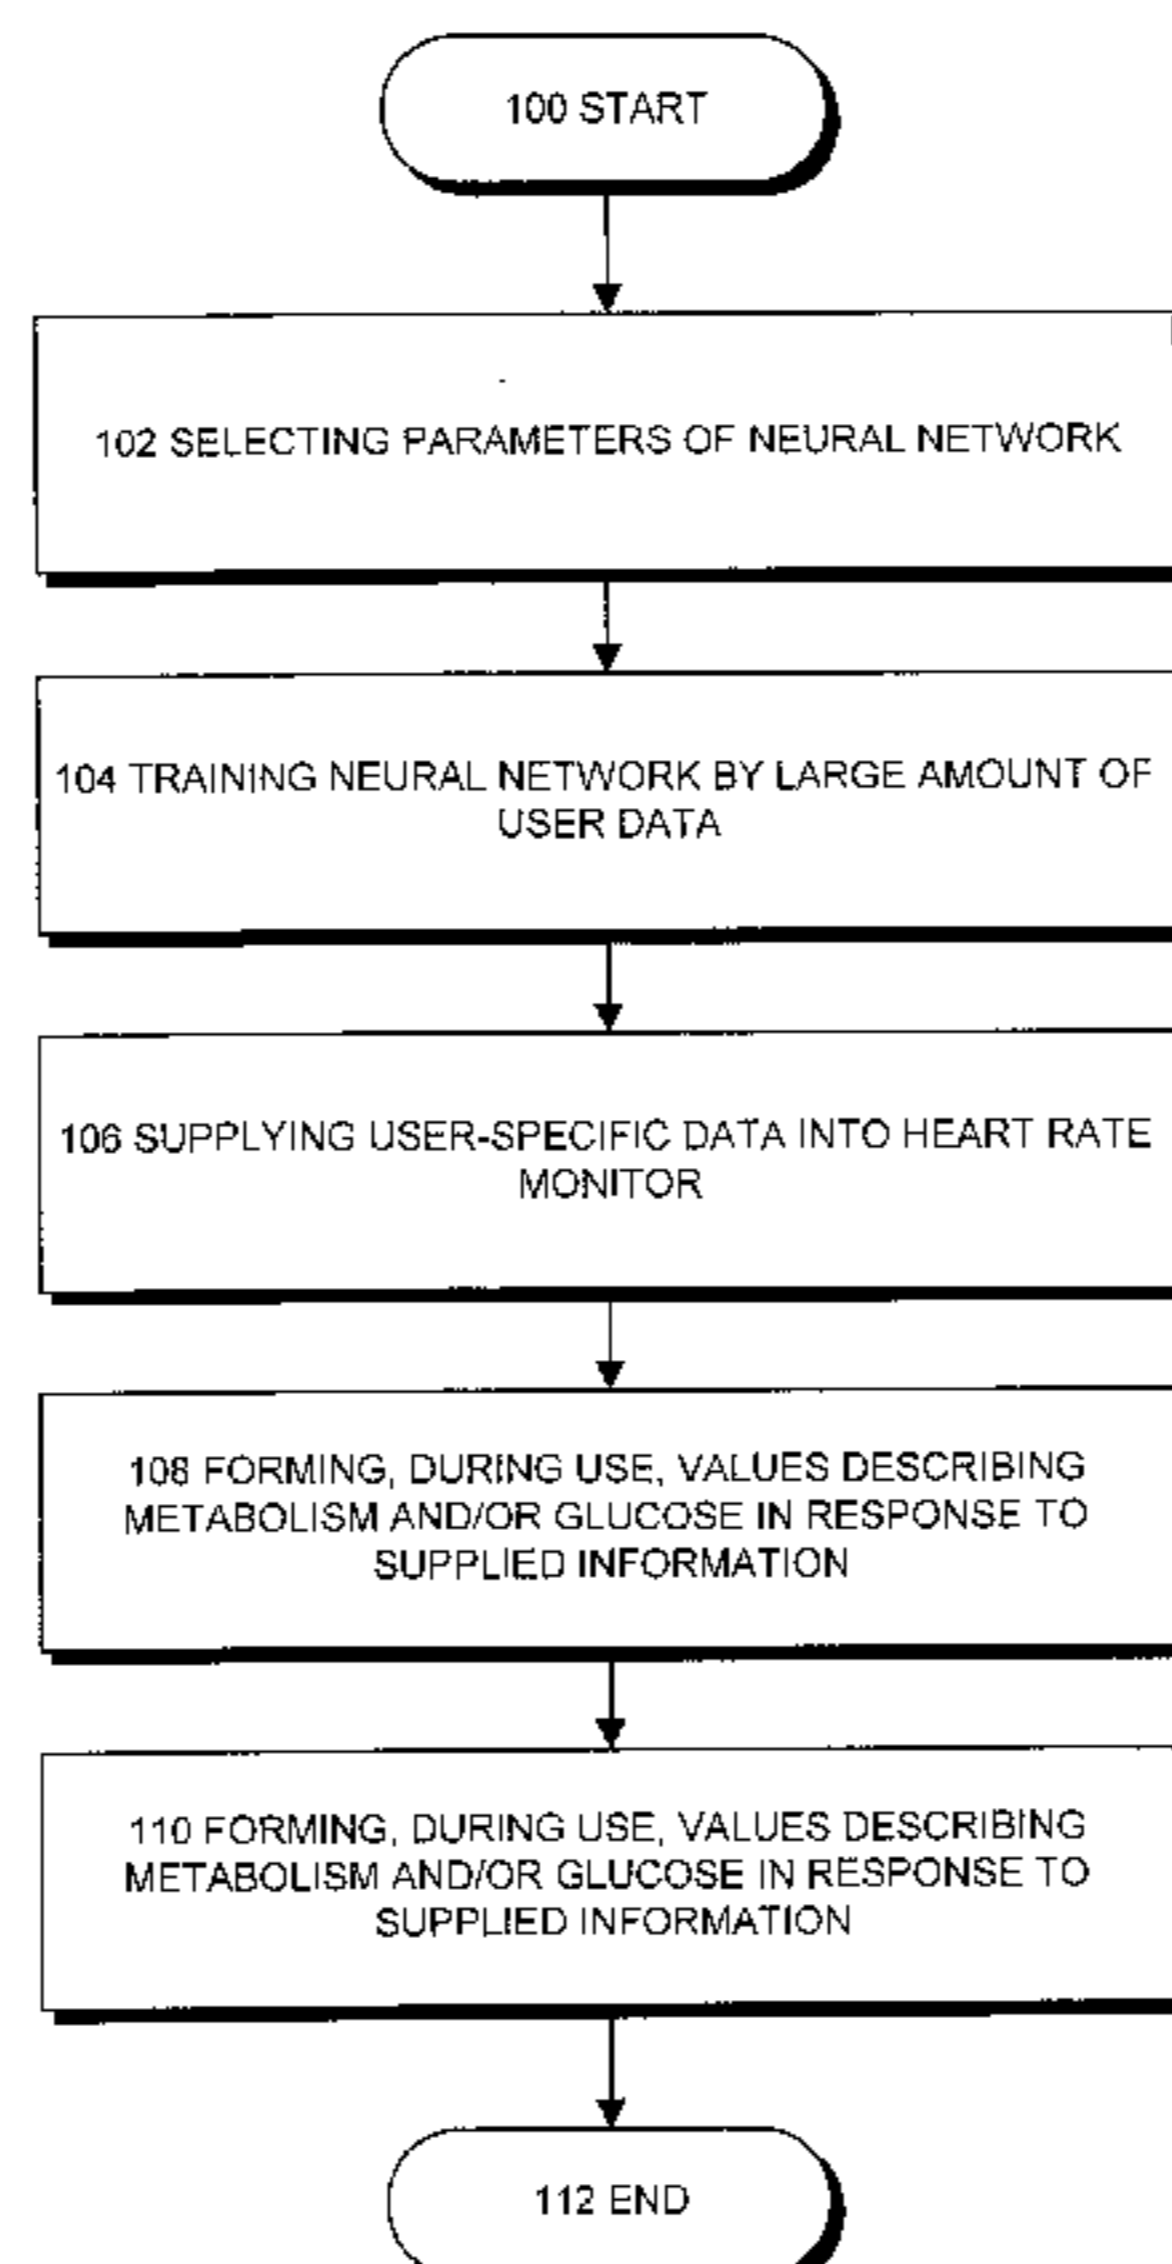 100 START
102 SELECTING PARAMETERS OF NEURAL NETWORK
104 TRAINING NEURAL NETWORK BY LARGE AMOUNT OF
USER DATA
106 SUPPLYING USER-SPECIFIC DATA INTO HEART RATE
MONITOR
108 FORMING, DURING USE, VALUES DESCRIBING
METABOLISM AND/OR GLUCOSE IN RESPONSE TO
SUPPLIED INFORMATION
110 FORMING, DURING USE, VALUES DESCRIBING
METABOLISM AND/OR GLUCOSE IN RESPONSE TO
SUPPLIED INFORMATION
112 END